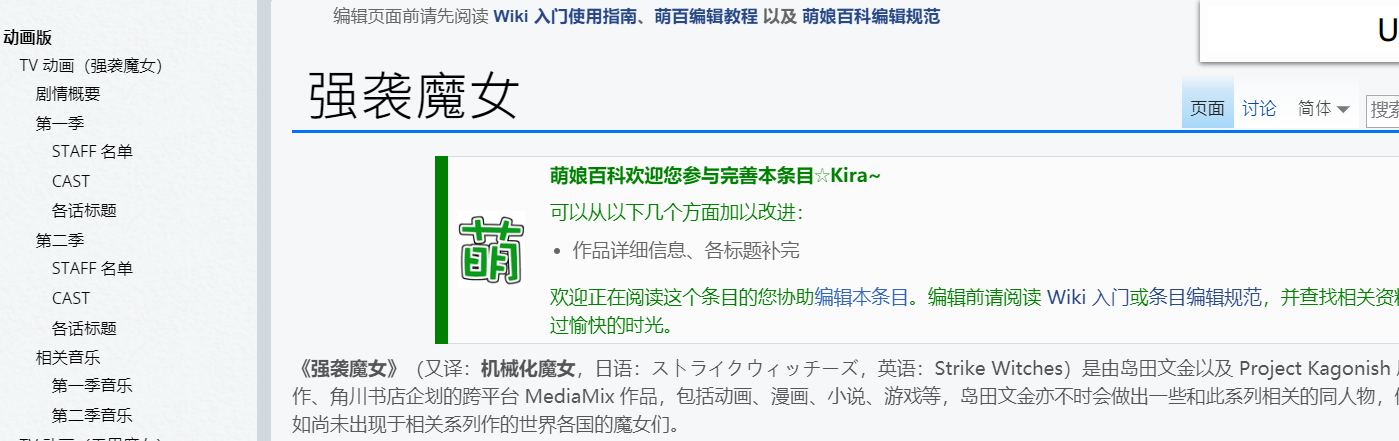 动画版
TV 动画（强袭魔女）
剧情概要
第一季
STAFF 名单
CAST
各话标题
第二季
STAFF 名单
CAST
各话标题
相关音乐
第一季音乐
第二季音乐
编辑页面前请先阅读 Wiki 入门使用指南、萌百编辑教程 以及 萌娘百科编辑规范
U
强袭魔女
页面 讨论 简体 搜索
萌
萌娘百科欢迎您参与完善本条目☆Kira~
可以从以下几个方面加以改进：
• 作品详细信息、各标题补完
欢迎正在阅读这个条目的您协助编辑本条目。编辑前请阅读 Wiki 入门或条目编辑规范，并查找相关资
过愉快的时光。
《强袭魔女》（又译：机械化魔女，日语：ストライクウィッチーズ，英语：Strike Witches）是由岛田文金以及 Project Kagonish
作、角川书店企划的跨平台 MediaMix 作品，包括动画、漫画、小说、游戏等，岛田文金亦不时会做出一些和此系列相关的同人物，
如尚未出现于相关系列作的世界各国的魔女们。